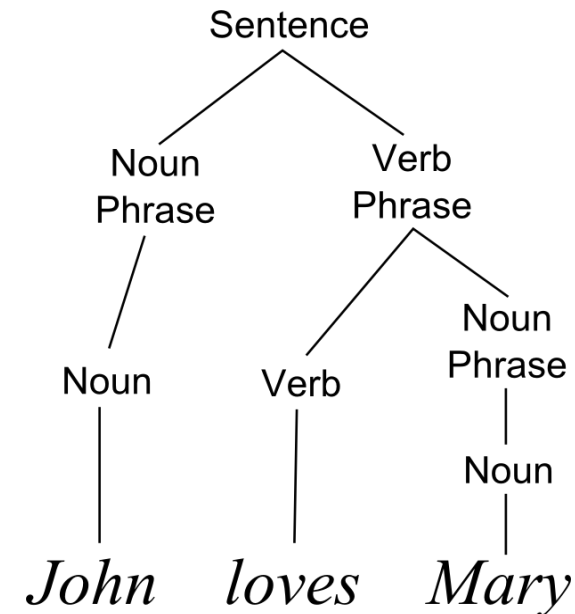 Sentence
Noun
Phrase
Verb
Phrase
Noun
Phrase
Noun
Verb
Noun
John loves Mary